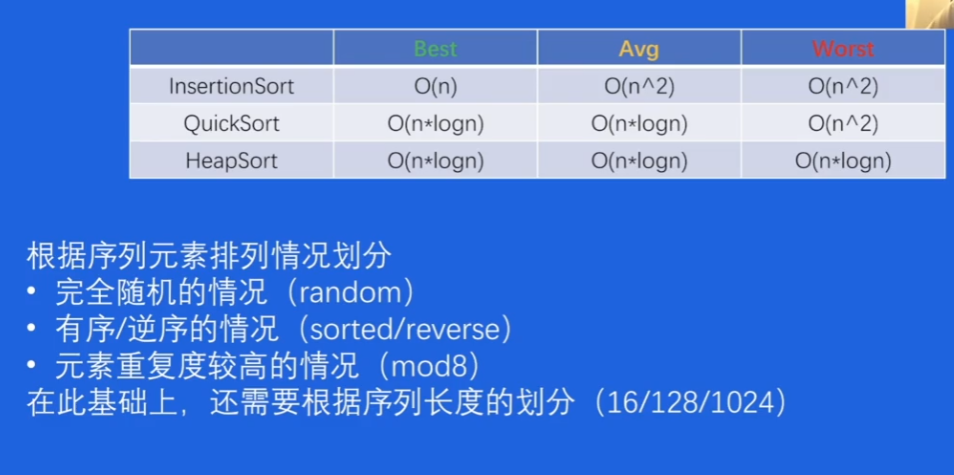 Best Avg Worst
InsertionSort O(n) O(n^2) O(n^2)
QuickSort O(n*logn) O(n*logn) O(n^2)
HeapSort O(n*logn) O(n*logn) O(n*logn)
根据序列元素排列情况划分
• 完全随机的情况（random）
• 有序/逆序的情况（sorted/reverse）
• 元素重复度较高的情况（mod8）
在此基础上，还需要根据序列长度的划分（16/128/1024）